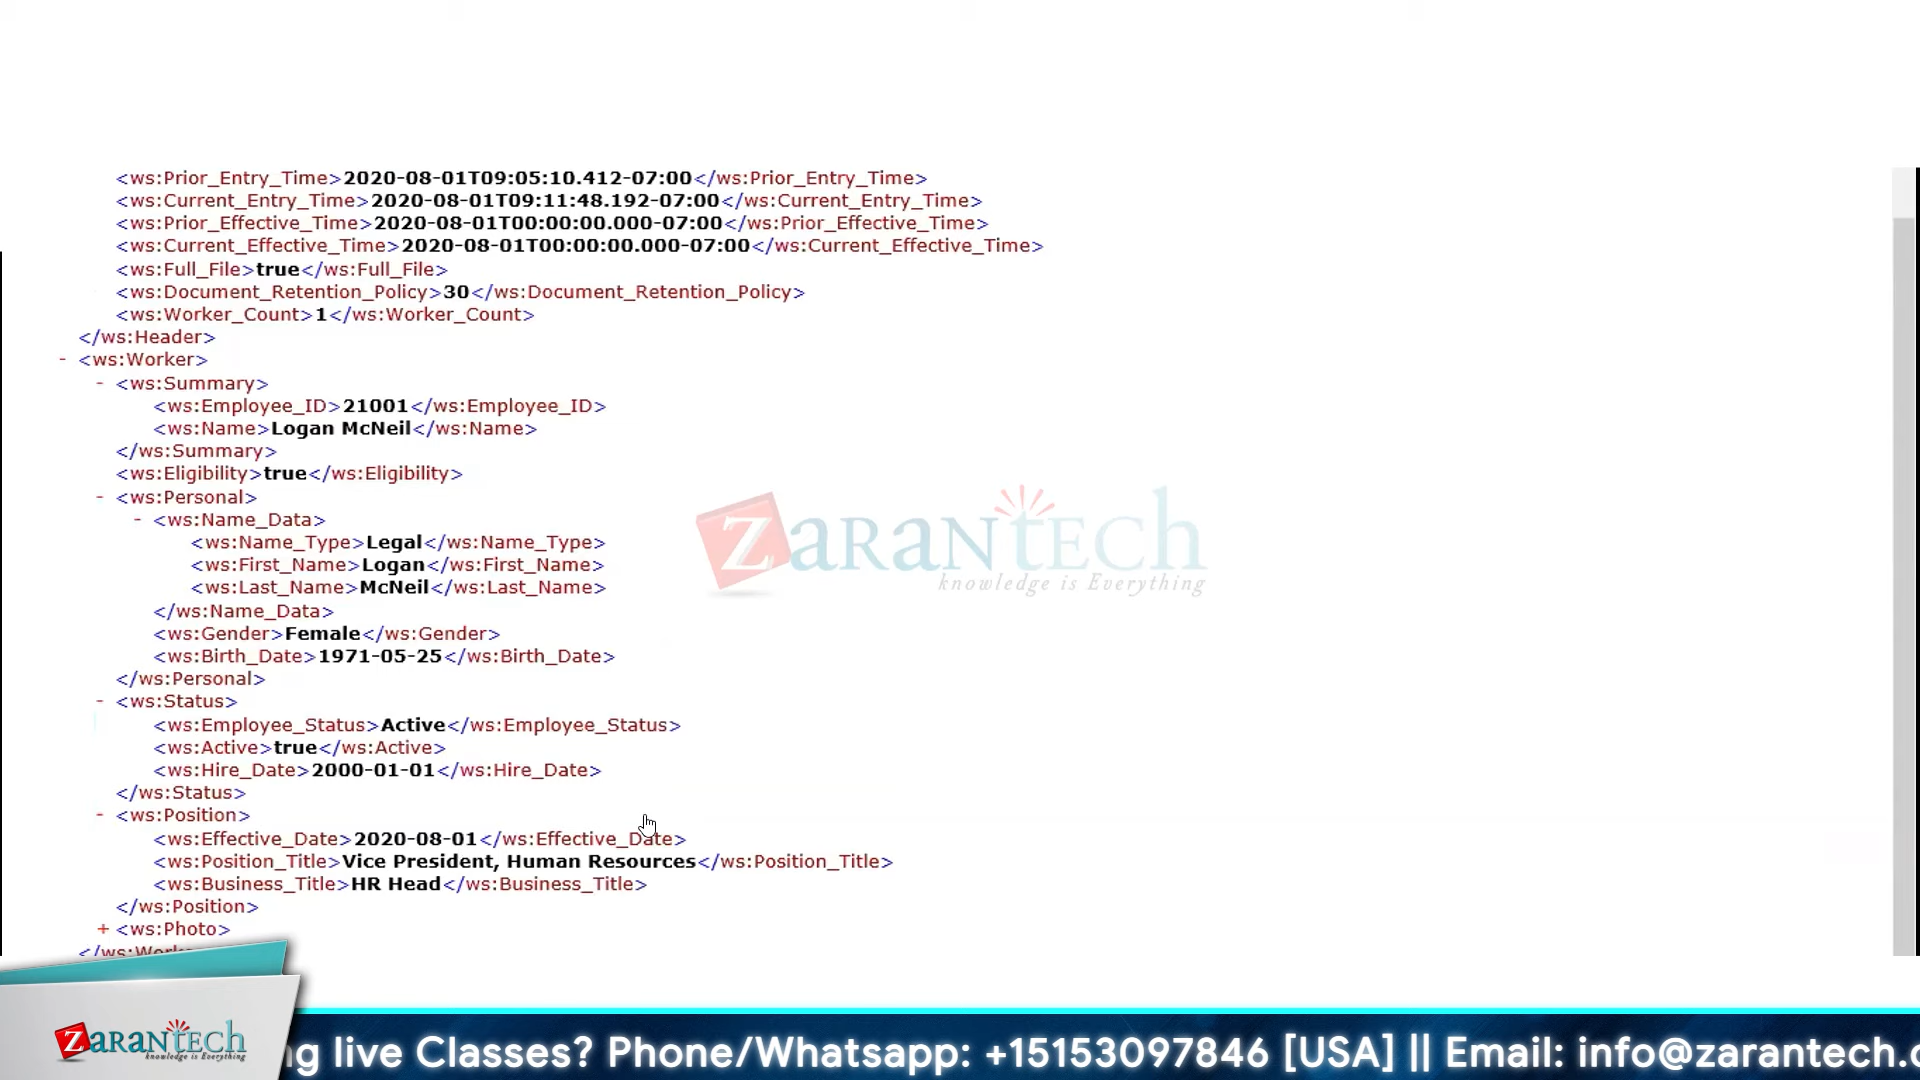 <ws:Prior_Entry_Time>2020-08-01T09:05:10.412-07:00</ws:Prior_Entry_Time>
<ws:Current_Entry_Time>2020-08-01T09:11:48.192-07:00</ws:Current_Entry_Time>
<ws:Prior_Effective_Time>2020-08-01T00:00:00.000-07:00</ws:Prior_Effective_Time>
<ws:Current_Effective_Time>2020-08-01T00:00:00.000-07:00</ws:Current_Effective_Time>
<ws:Full_File>true</ws:Full_File>
<ws:Document_Retention_Policy>30</ws:Document_Retention_Policy>
<ws:Worker_Count>1</ws:Worker_Count>
</ws:Header>
- <ws:Worker>
- <ws:Summary>
<ws:Employee_ID>21001</ws:Employee_ID>
<ws:Name>Logan McNeil</ws:Name>
</ws:Summary>
<ws:Eligibility>true</ws:Eligibility>
- <ws:Personal>
- <ws:Name_Data>
<ws:Name_Type>Legal</ws:Name_Type>
<ws:First_Name>Logan</ws:First_Name>
<ws:Last_Name>McNeil</ws:Last_Name>
</ws:Name_Data>
<ws:Gender>Female</ws:Gender>
<ws:Birth_Date>1971-05-25</ws:Birth_Date>
</ws:Personal>
- <ws:Status>
<ws:Employee_Status>Active</ws:Employee_Status>
<ws:Active>true</ws:Active>
<ws:Hire_Date>2000-01-01</ws:Hire_Date>
</ws:Status>
- <ws:Position>
<ws:Effective_Date>2020-08-01</ws:Effective_Date>
<ws:Position_Title>Vice President, Human Resources</ws:Position_Title>
<ws:Business_Title>HR Head</ws:Business_Title>
</ws:Position>
+ <ws:Photo>
ZaranTech
knowledge is Everything
ZaranTech
knowledge is Everything
ng live Classes? Phone/Whatsapp: +15153097846 [USA] || Email: info@zarantech.c